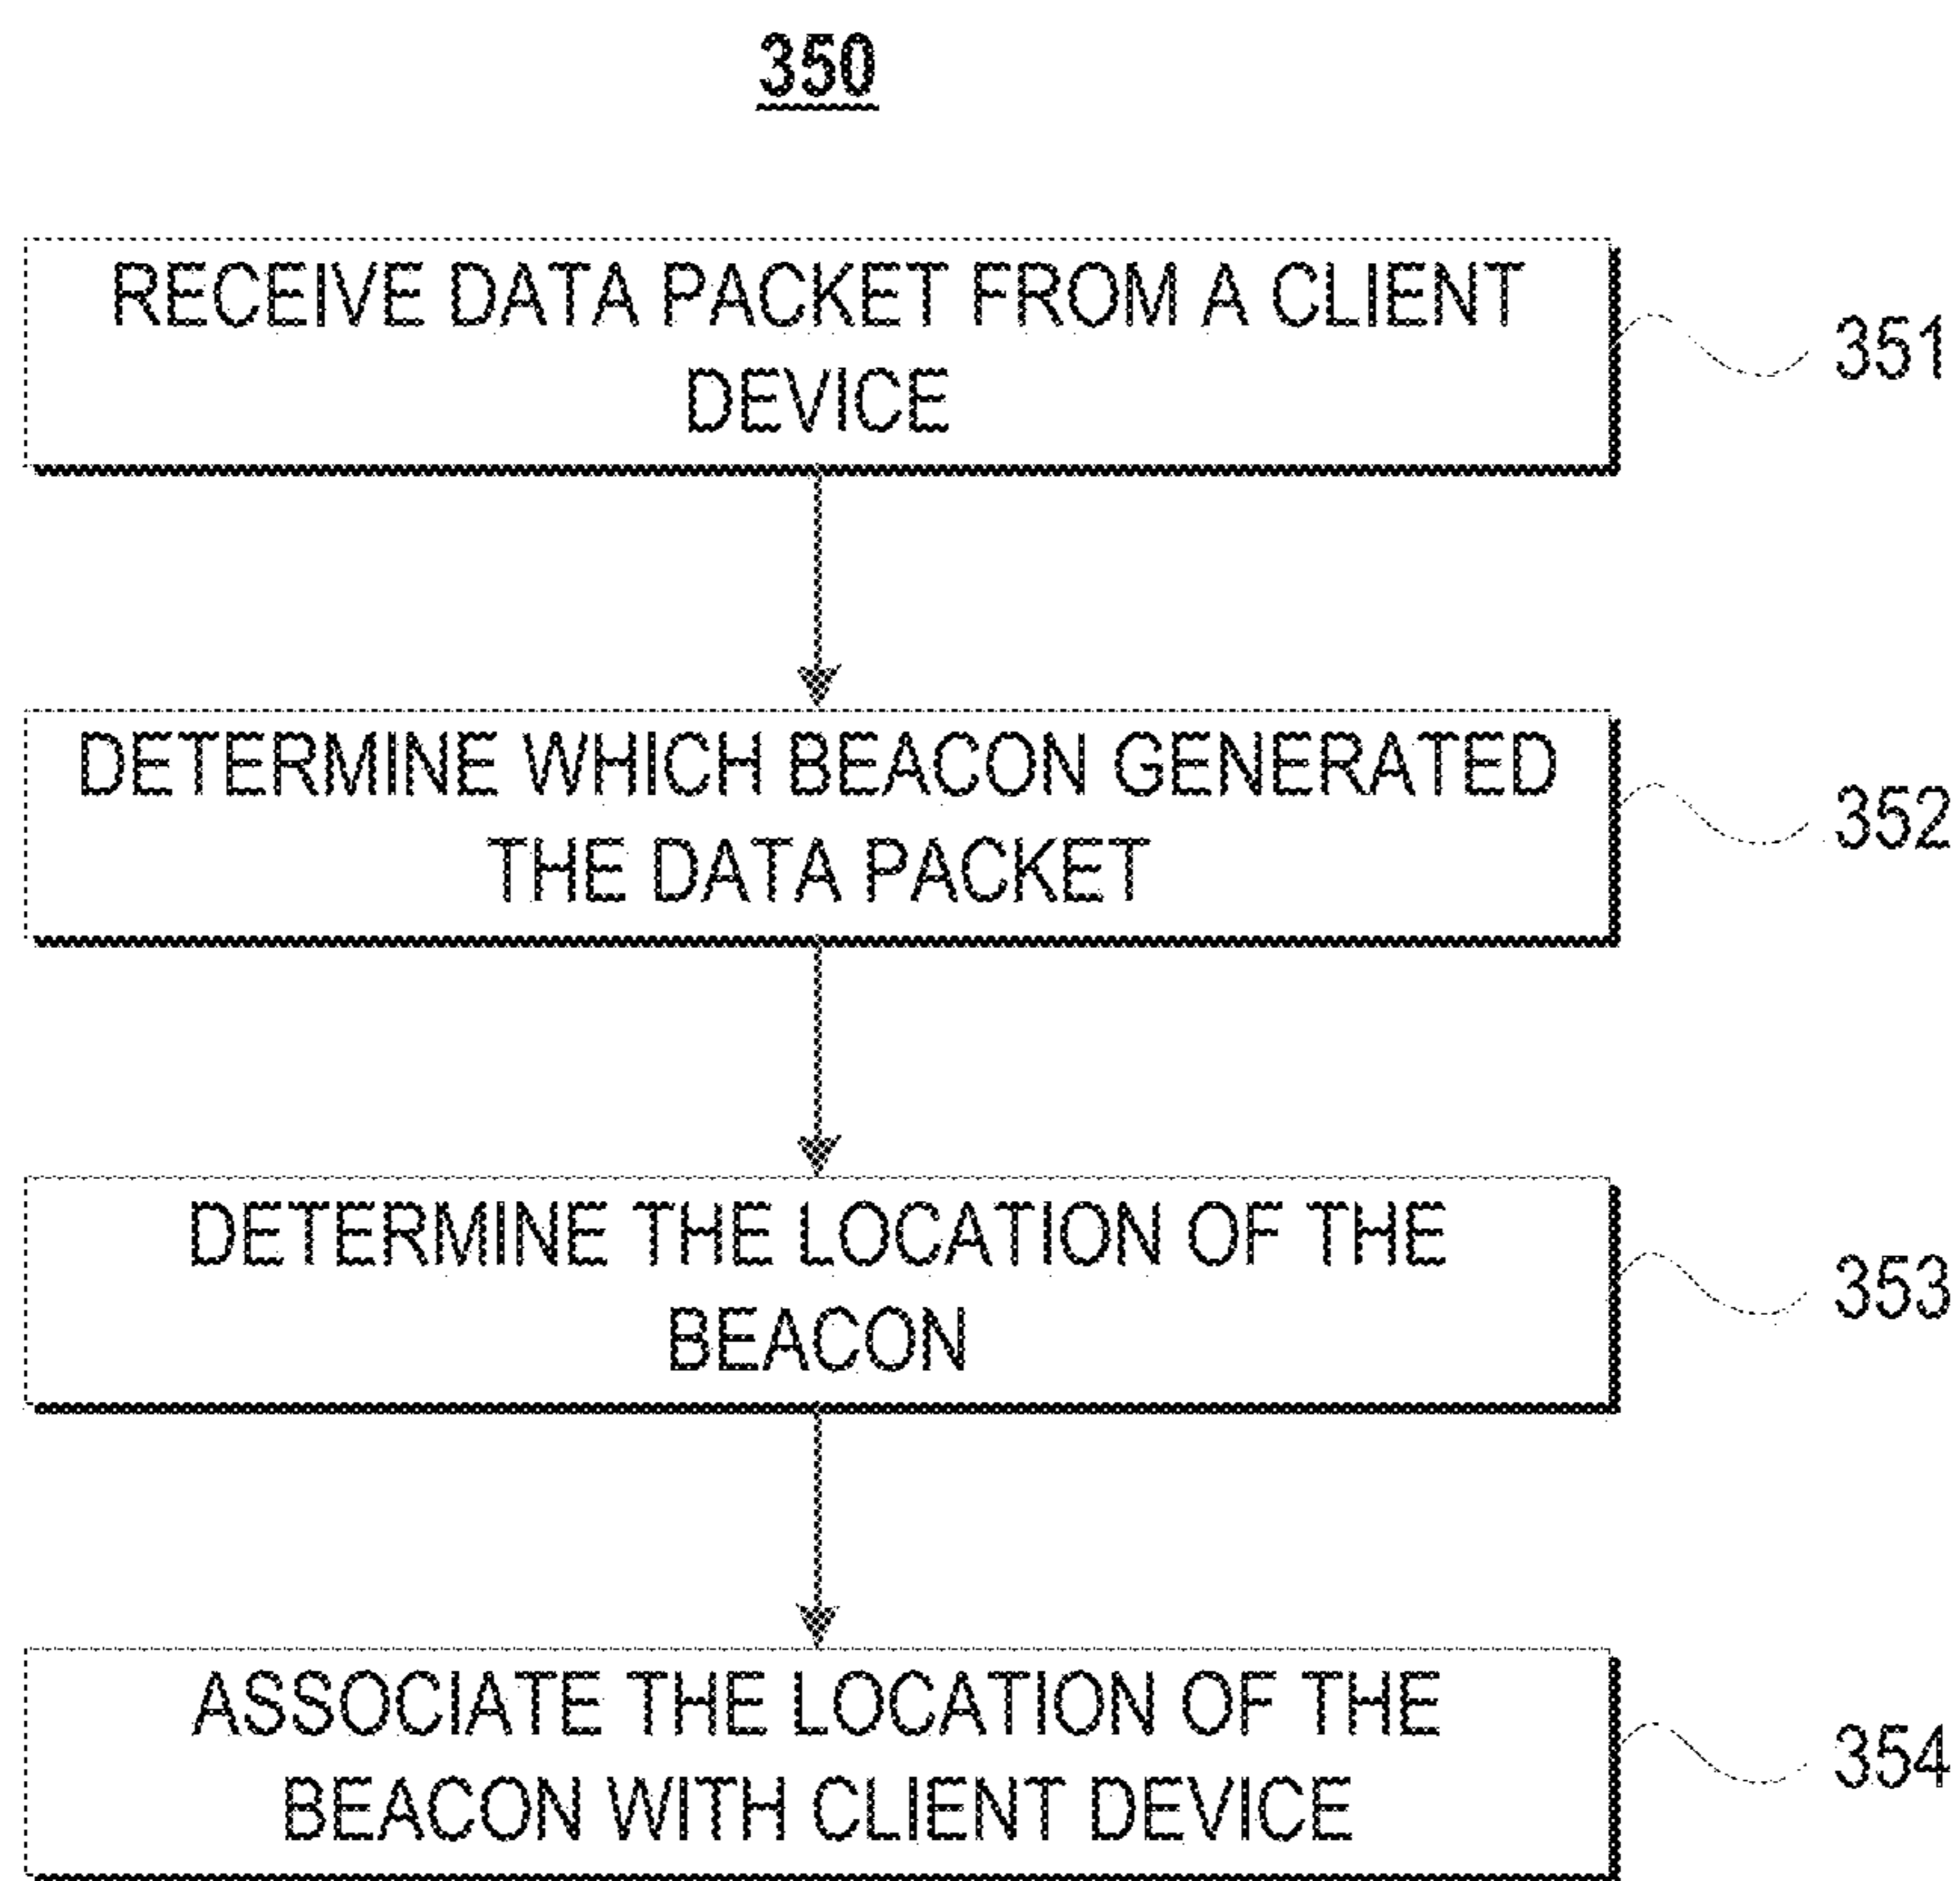 350
RECEIVE DATA PACKET FROM A CLIENT
DEVICE
351
DETERMINE WHICH BEACON GENERATED
THE DATA PACKET
352
DETERMINE THE LOCATION OF THE
BEACON
353
ASSOCIATE THE LOCATION OF THE
BEACON WITH CLIENT DEVICE
354